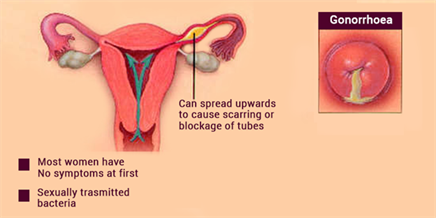 Gonorrhoea
Can spread upwards
to cause scarring or
blockage of tubes
Most women have
No symptoms at first
Sexually trasmitted
bacteria